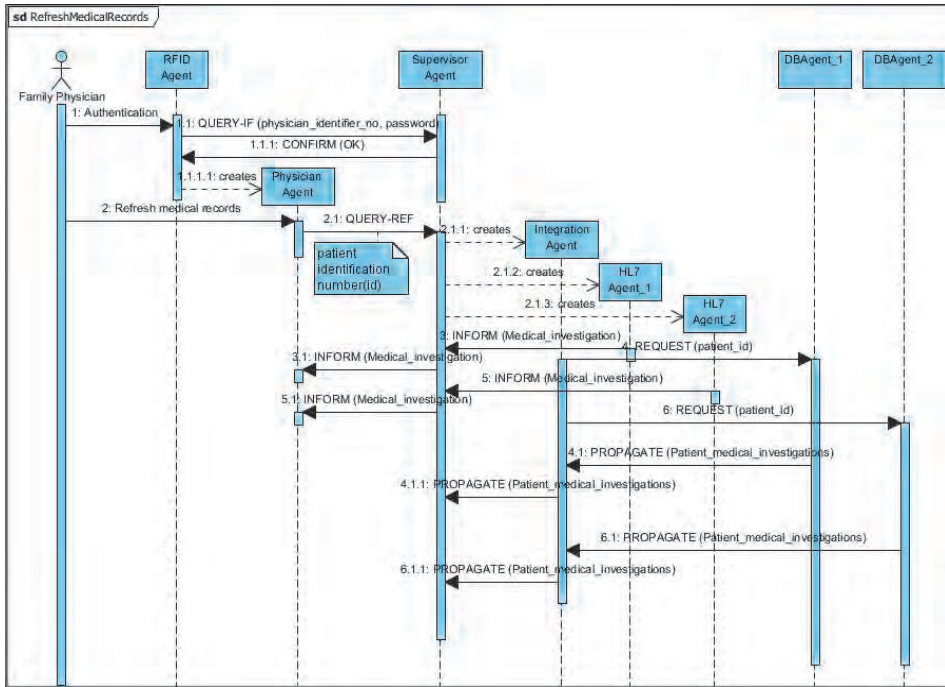 sd RefreshMedicalRecords
RFID
Agent
Supervisor
Agent
DBAgent_1
DBAgent_2
Family Physician
1: Authentication
1.1: QUERY-IF (physician_identifier_no, password)
1.1.1: CONFIRM (OK)
1.1.1.1: creates
Physician
Agent
2: Refresh medical records
2.1: QUERY-REF
patient
identification
number(id)
2.1.1: creates
Integration
Agent
2.1.2: creates
HL7
Agent_1
2.1.3: creates
HL7
Agent_2
3: INFORM (Medical_investigation)
4: REQUEST (patient_id)
3.1: INFORM (Medical_investigation)
5: INFORM (Medical_investigation)
5.1: INFORM (Medical_investigation)
6: REQUEST (patient_id)
4.1: PROPAGATE (Patient_medical_investigations)
4.1.1: PROPAGATE (Patient_medical_investigations)
6.1: PROPAGATE (Patient_medical_investigations)
6.1.1: PROPAGATE (Patient_medical_investigations)